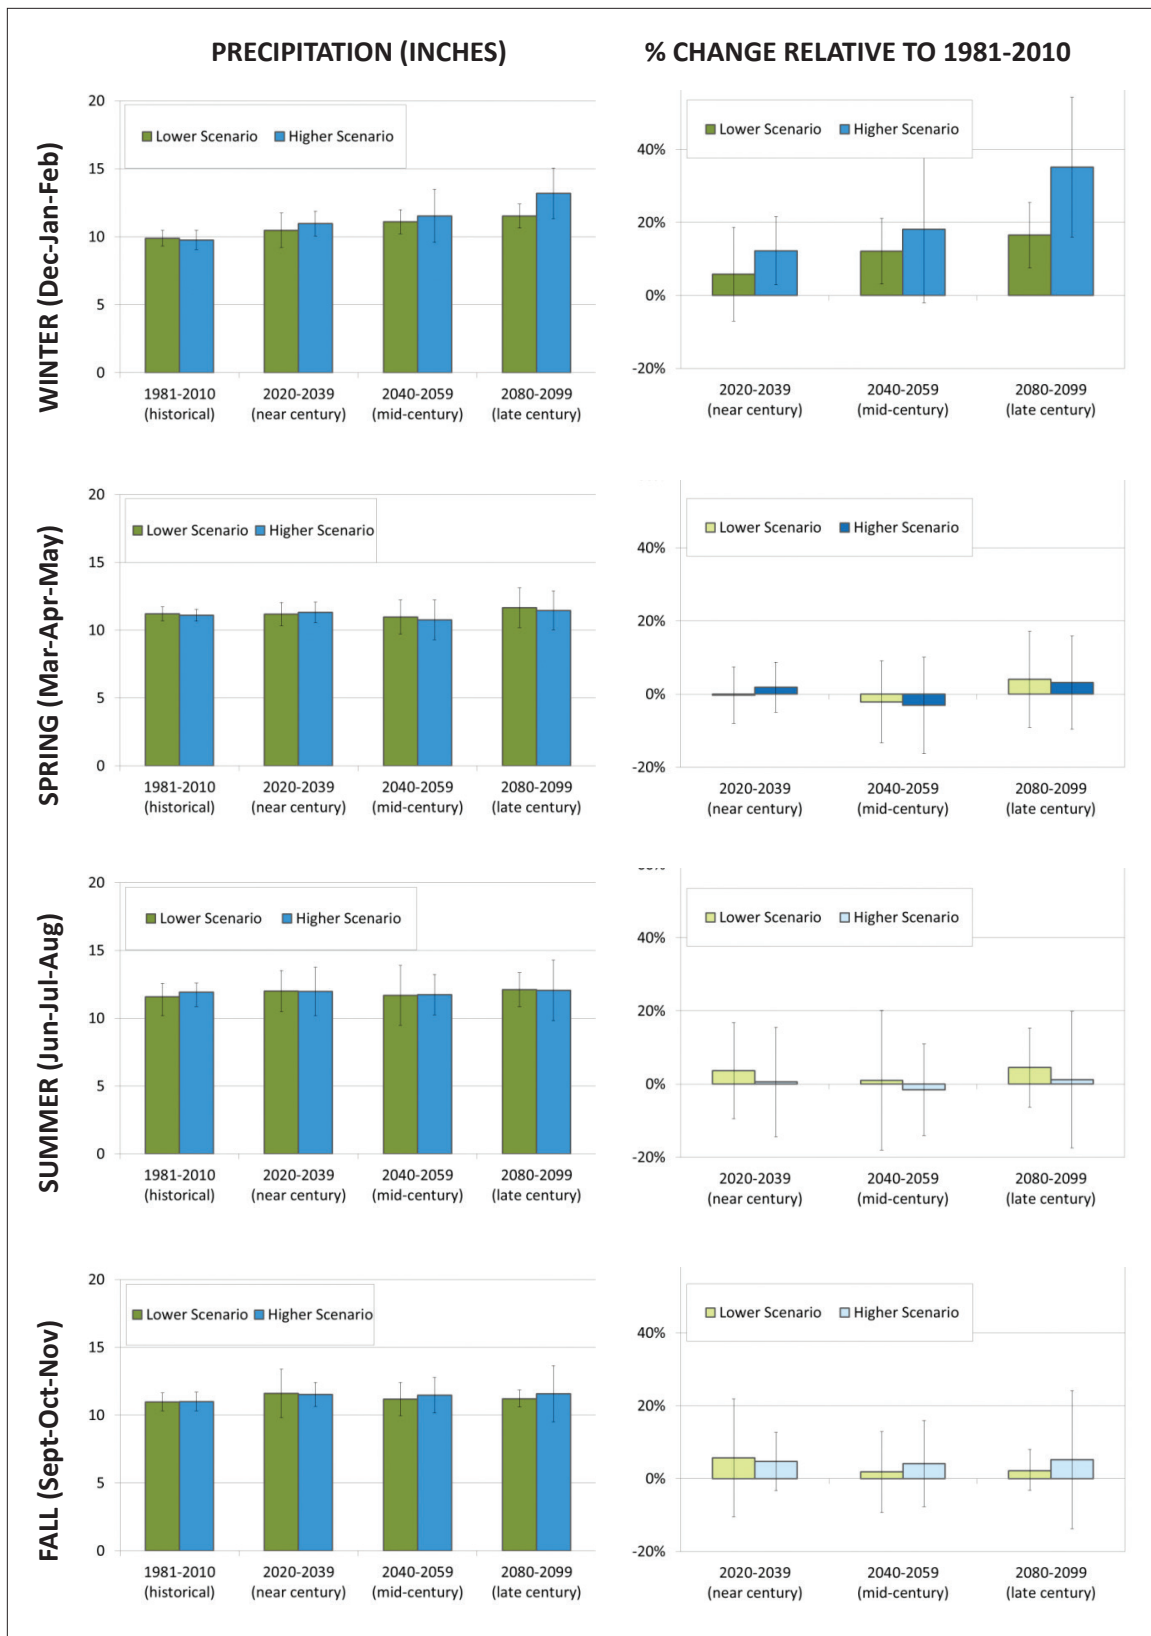 PRECIPITATION (INCHES)
% CHANGE RELATIVE TO 1981-2010
WINTER (Dec-Jan-Feb)
20
15
10
5
0
Lower Scenario
Higher Scenario
1981-2010
(historical)
2020-2039
(near century)
2040-2059
(mid-century)
2080-2099
(late century)
40%
20%
0%
-20%
Lower Scenario
Higher Scenario
2020-2039
(near century)
2040-2059
(mid-century)
2080-2099
(late century)
SPRING (Mar-Apr-May)
20
15
10
5
0
Lower Scenario
Higher Scenario
1981-2010
(historical)
2020-2039
(near century)
2040-2059
(mid-century)
2080-2099
(late century)
40%
20%
0%
-20%
Lower Scenario
Higher Scenario
2020-2039
(near century)
2040-2059
(mid-century)
2080-2099
(late century)
SUMMER (Jun-Jul-Aug)
20
15
10
5
0
Lower Scenario
Higher Scenario
1981-2010
(historical)
2020-2039
(near century)
2040-2059
(mid-century)
2080-2099
(late century)
40%
20%
0%
-20%
Lower Scenario
Higher Scenario
2020-2039
(near century)
2040-2059
(mid-century)
2080-2099
(late century)
FALL (Sept-Oct-Nov)
20
15
10
5
0
Lower Scenario
Higher Scenario
1981-2010
(historical)
2020-2039
(near century)
2040-2059
(mid-century)
2080-2099
(late century)
40%
20%
0%
-20%
Lower Scenario
Higher Scenario
2020-2039
(near century)
2040-2059
(mid-century)
2080-2099
(late century)